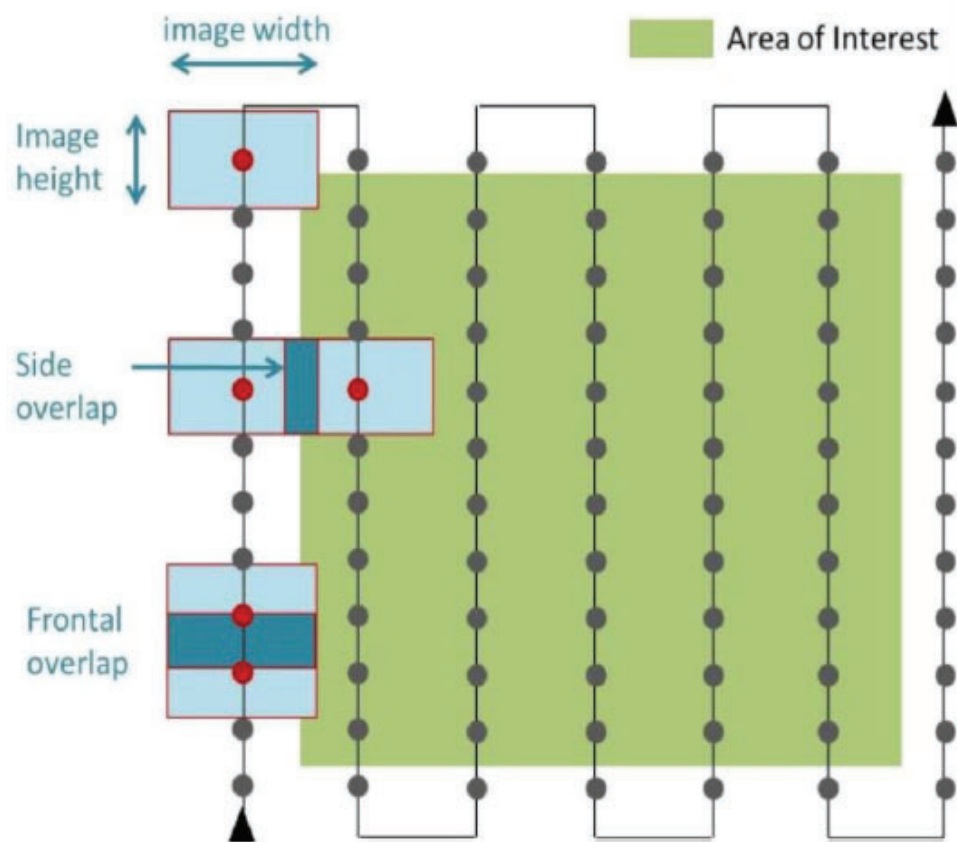 image width
Area of Interest
Image
height
Side
overlap
Frontal
overlap